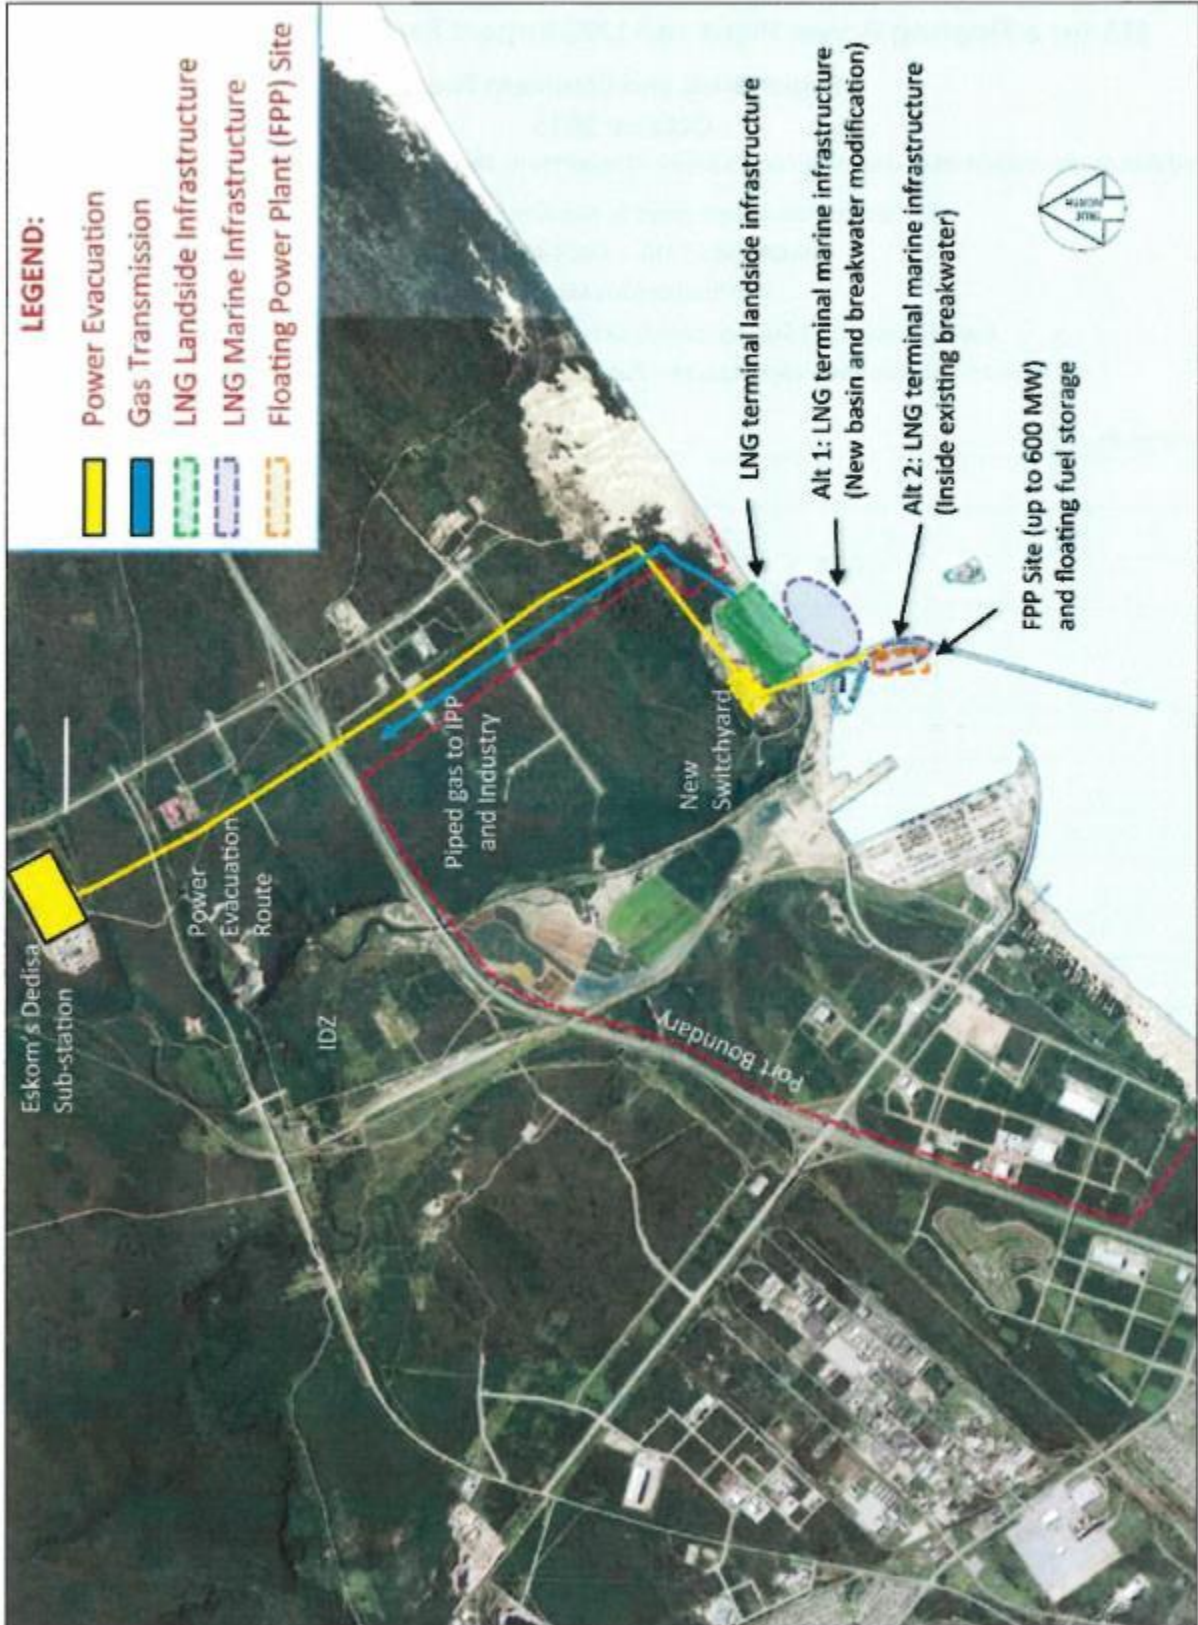 LEGEND:
Power Evacuation
Gas Transmission
LNG Landside Infrastructure
LNG Marine Infrastructure
Floating Power Plant (FPP) Site
Eskom's Dedisa
Sub-station
Power
Evacuation
Route
IDZ
Piped gas to IPP
and Industry
New
Switchyard
Port Boundary
LNG terminal landside infrastructure
Alt 1: LNG terminal marine infrastructure
(New basin and breakwater modification)
Alt 2: LNG terminal marine infrastructure
(Inside existing breakwater)
FPP Site (up to 600 MW)
and floating fuel storage
TRUE
NORTH